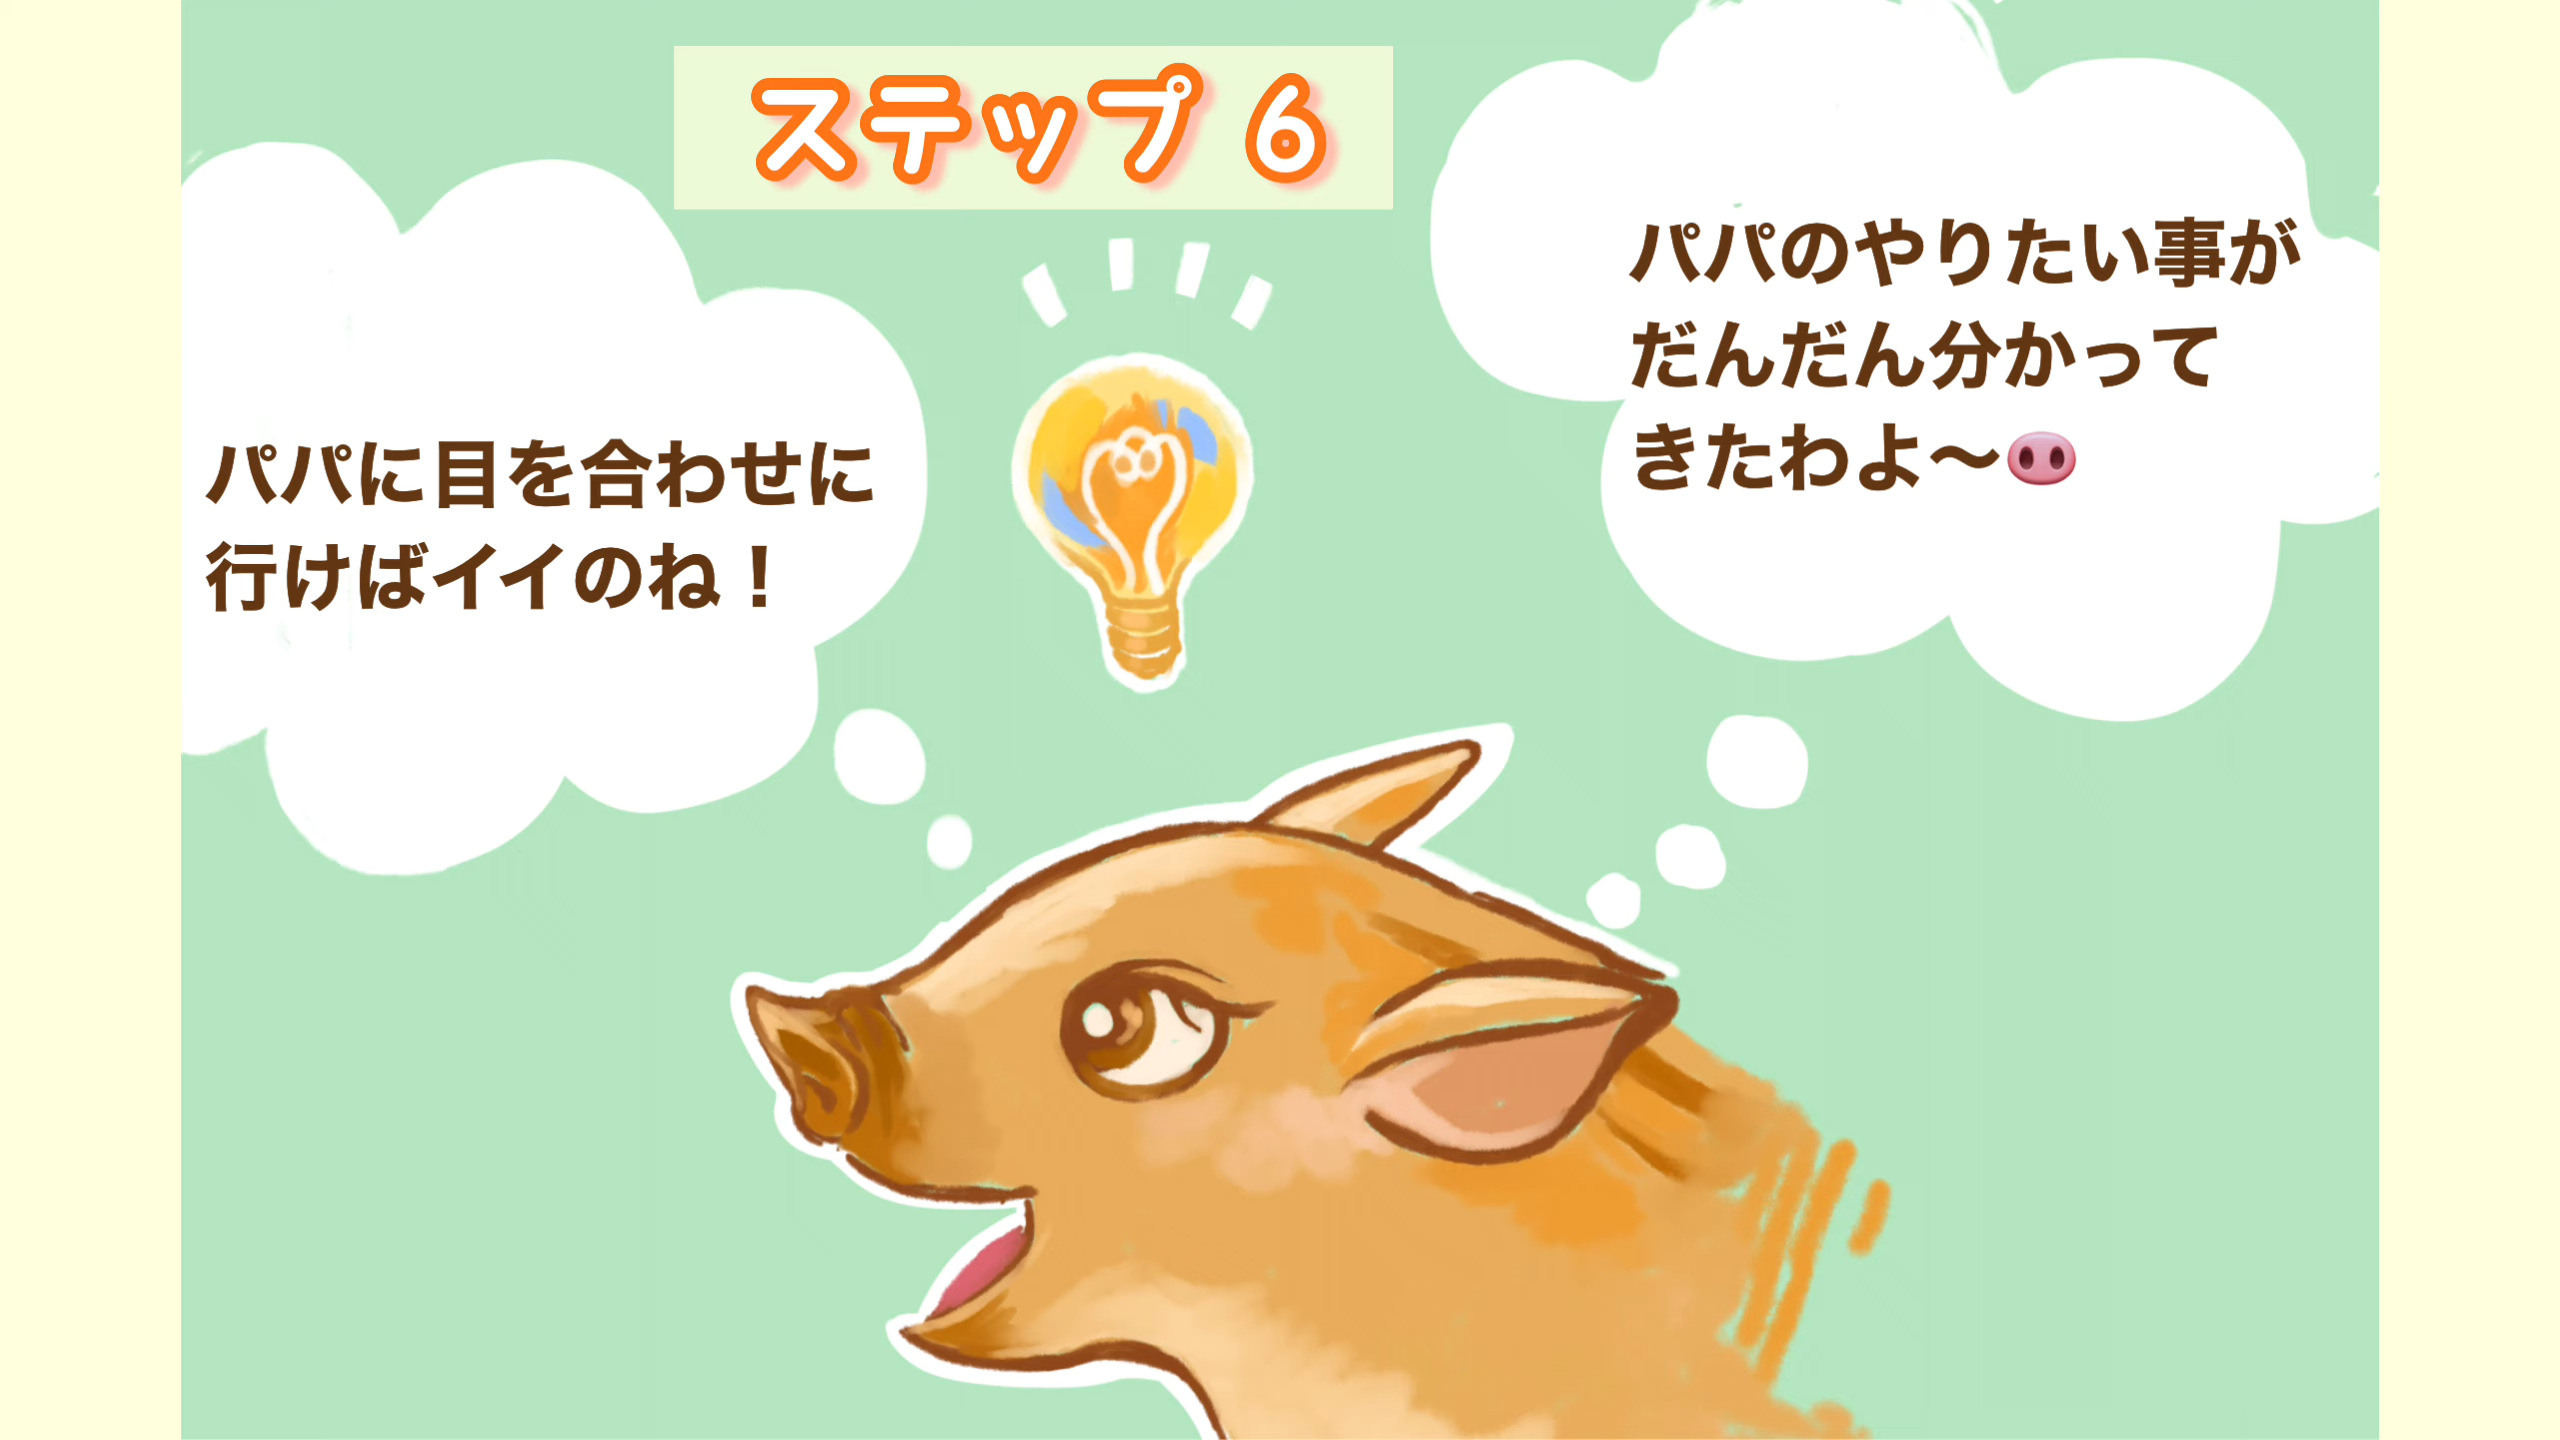 ステップ 6
パパに目を合わせに
行けばイイのね！
パパのやりたい事が
だんだん分かって
きたわよ〜🐽